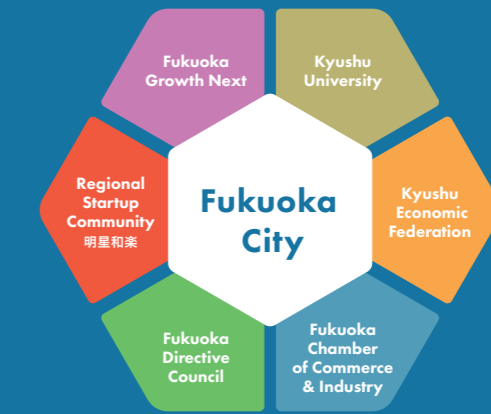 Fukuoka
Growth Next
Kyushu
University
Regional
Startup
Community
明星和楽
Fukuoka
City
Kyushu
Economic
Federation
Fukuoka
Directive
Council
Fukuoka
Chamber
of Commerce
& Industry